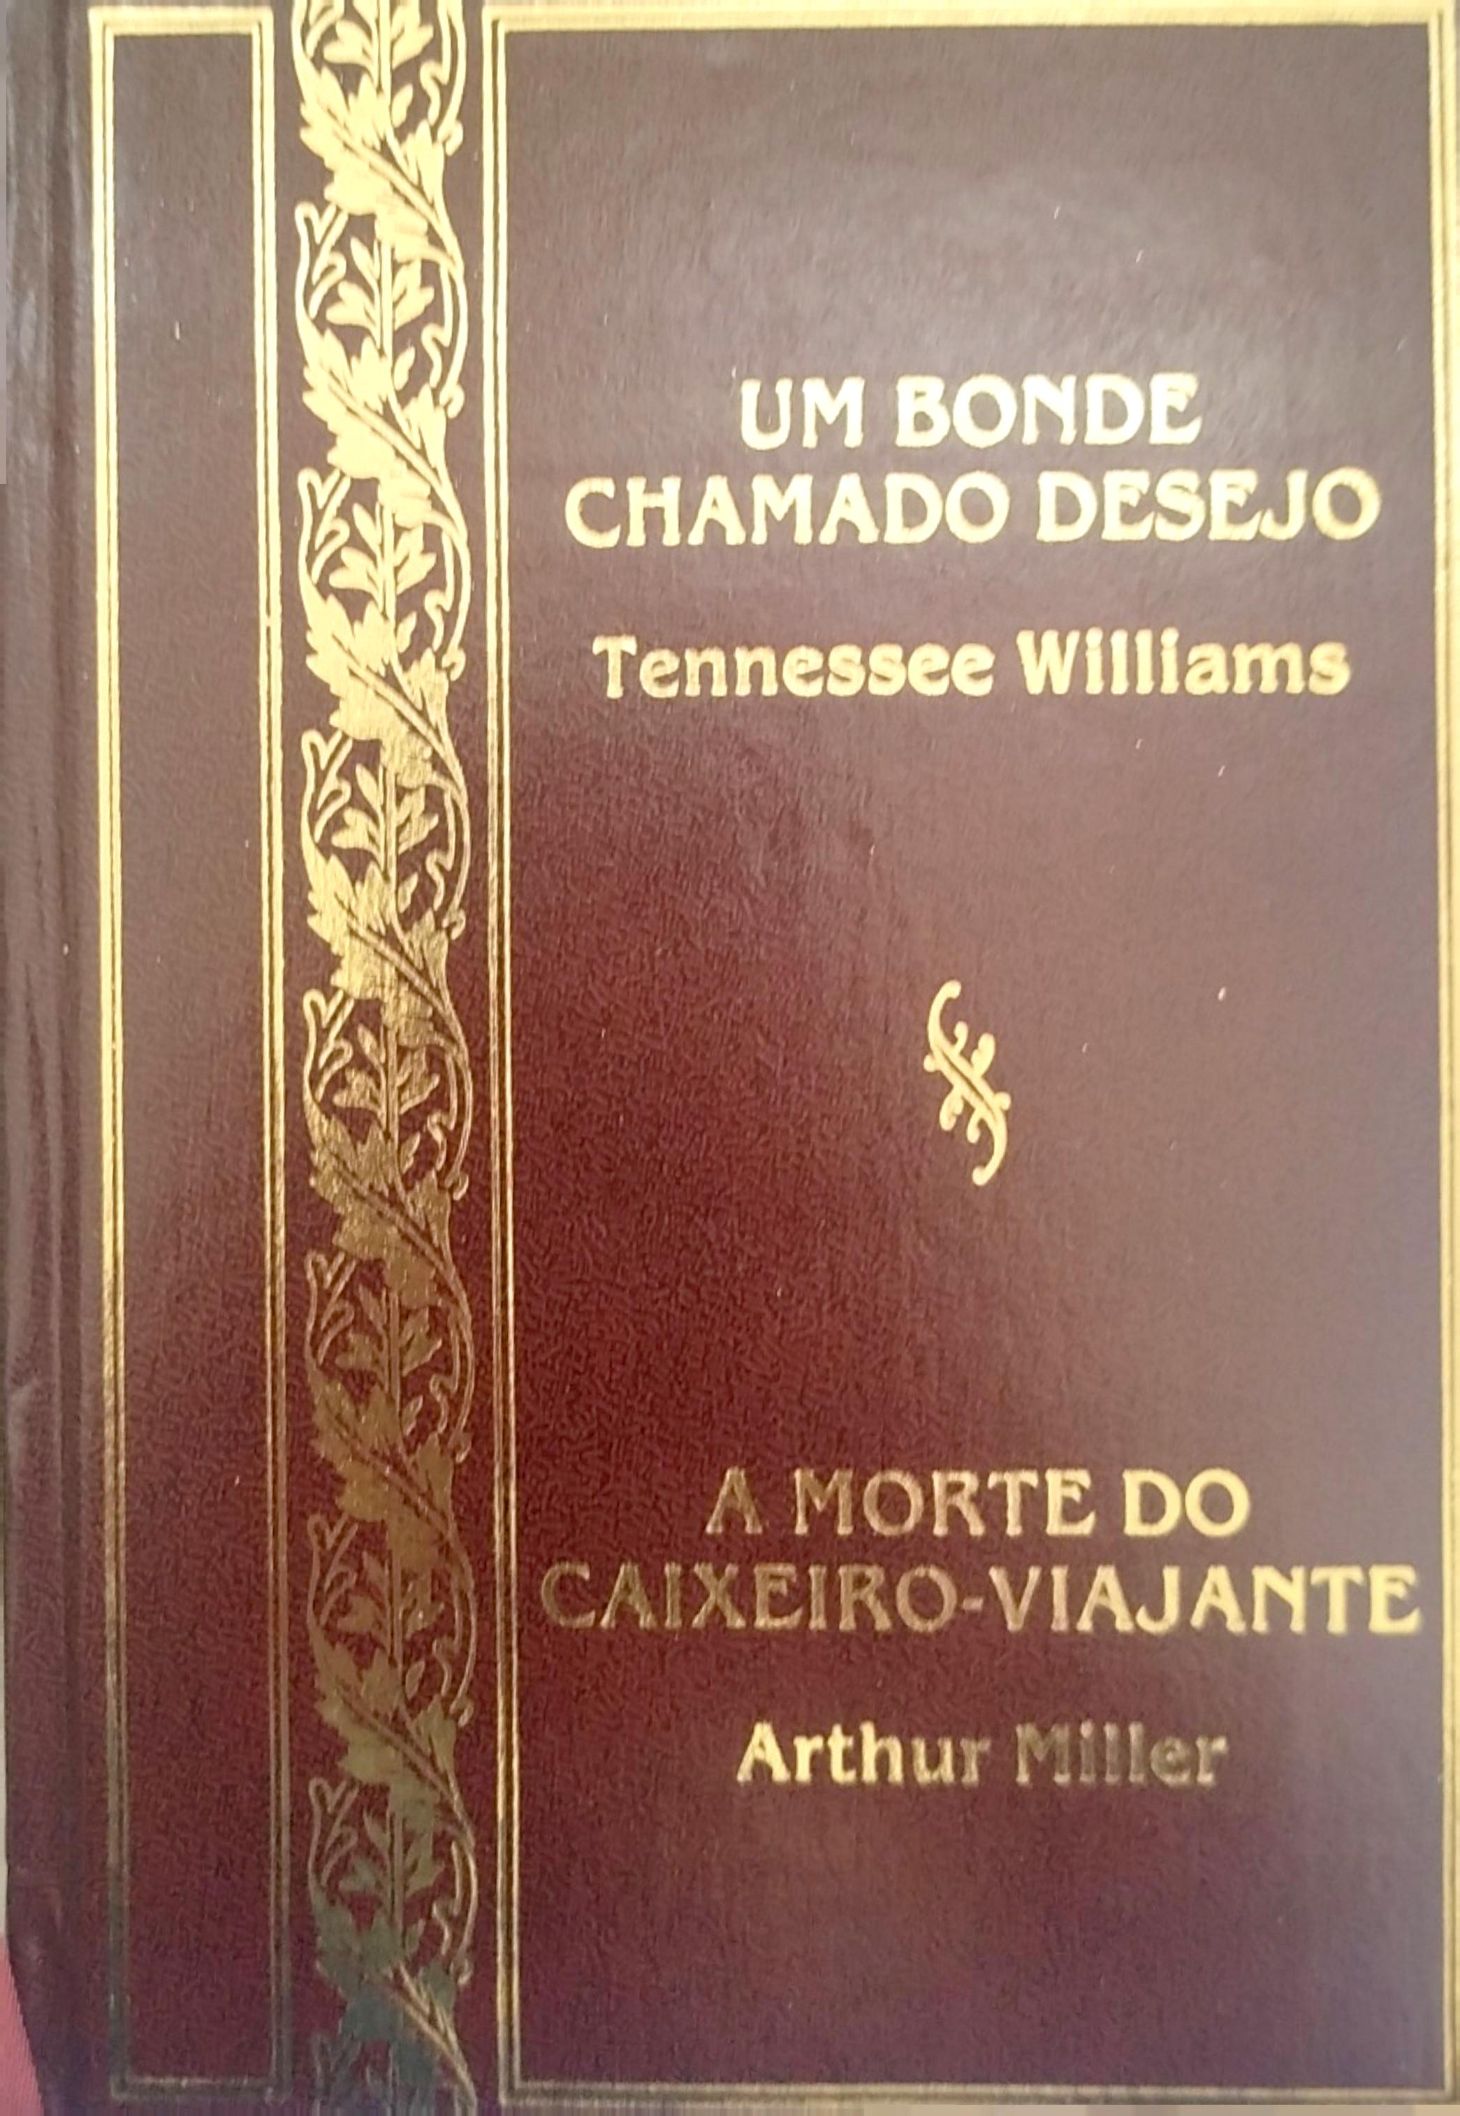 UM BONDE
CHAMADO DESEJO
Tennessee Williams
A MORTE DO
CAIXEIRO-VIAJANTE
Arthur Miller